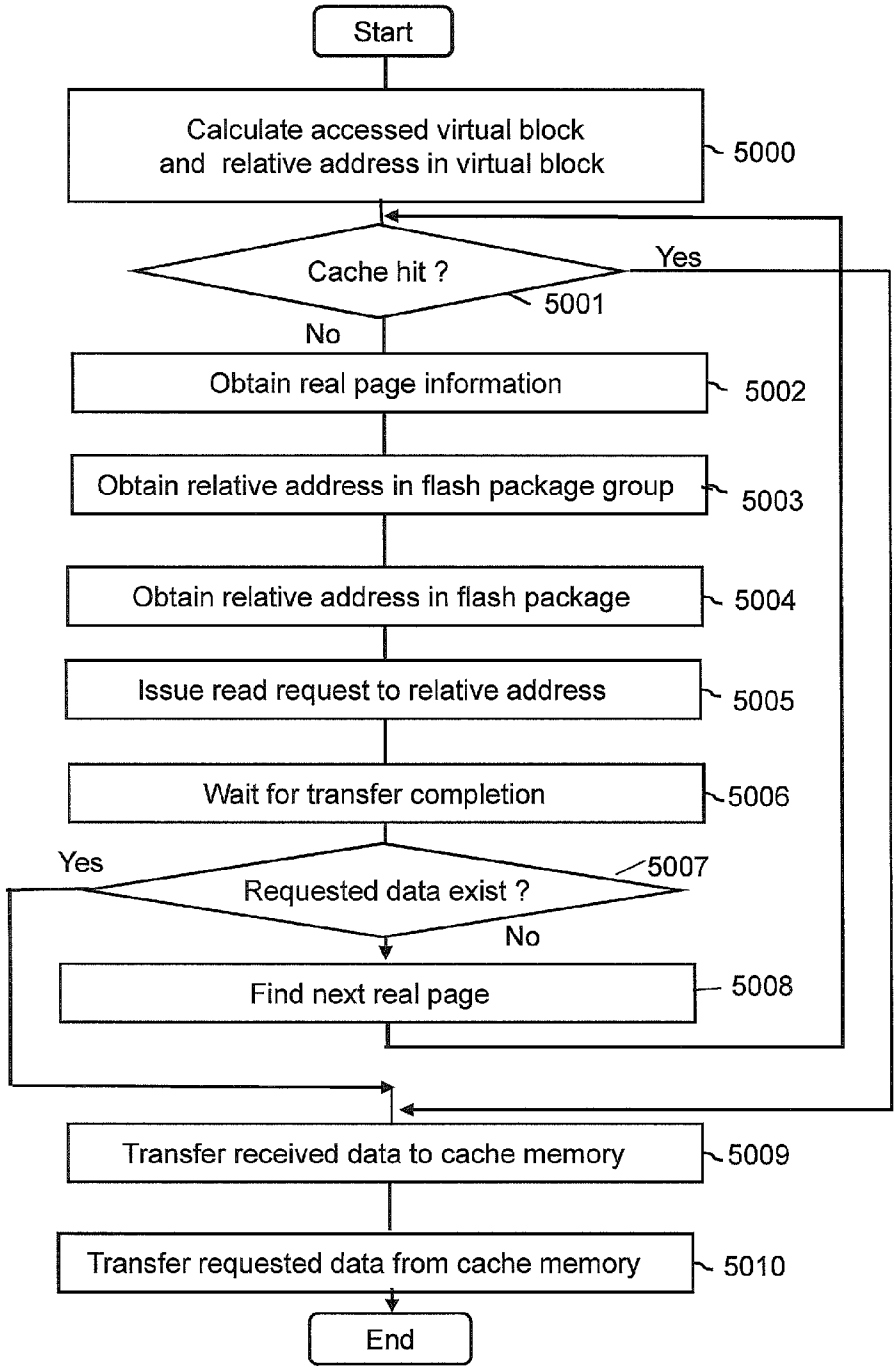 Start
Calculate accessed virtual block
and relative address in virtual block
5000
Cache hit ?
Yes
5001
No
Obtain real page information
5002
Obtain relative address in flash package group
5003
Obtain relative address in flash package
5004
Issue read request to relative address
5005
Wait for transfer completion
5006
Yes
Requested data exist ?
5007
No
Find next real page
5008
Transfer received data to cache memory
5009
Transfer requested data from cache memory
5010
End